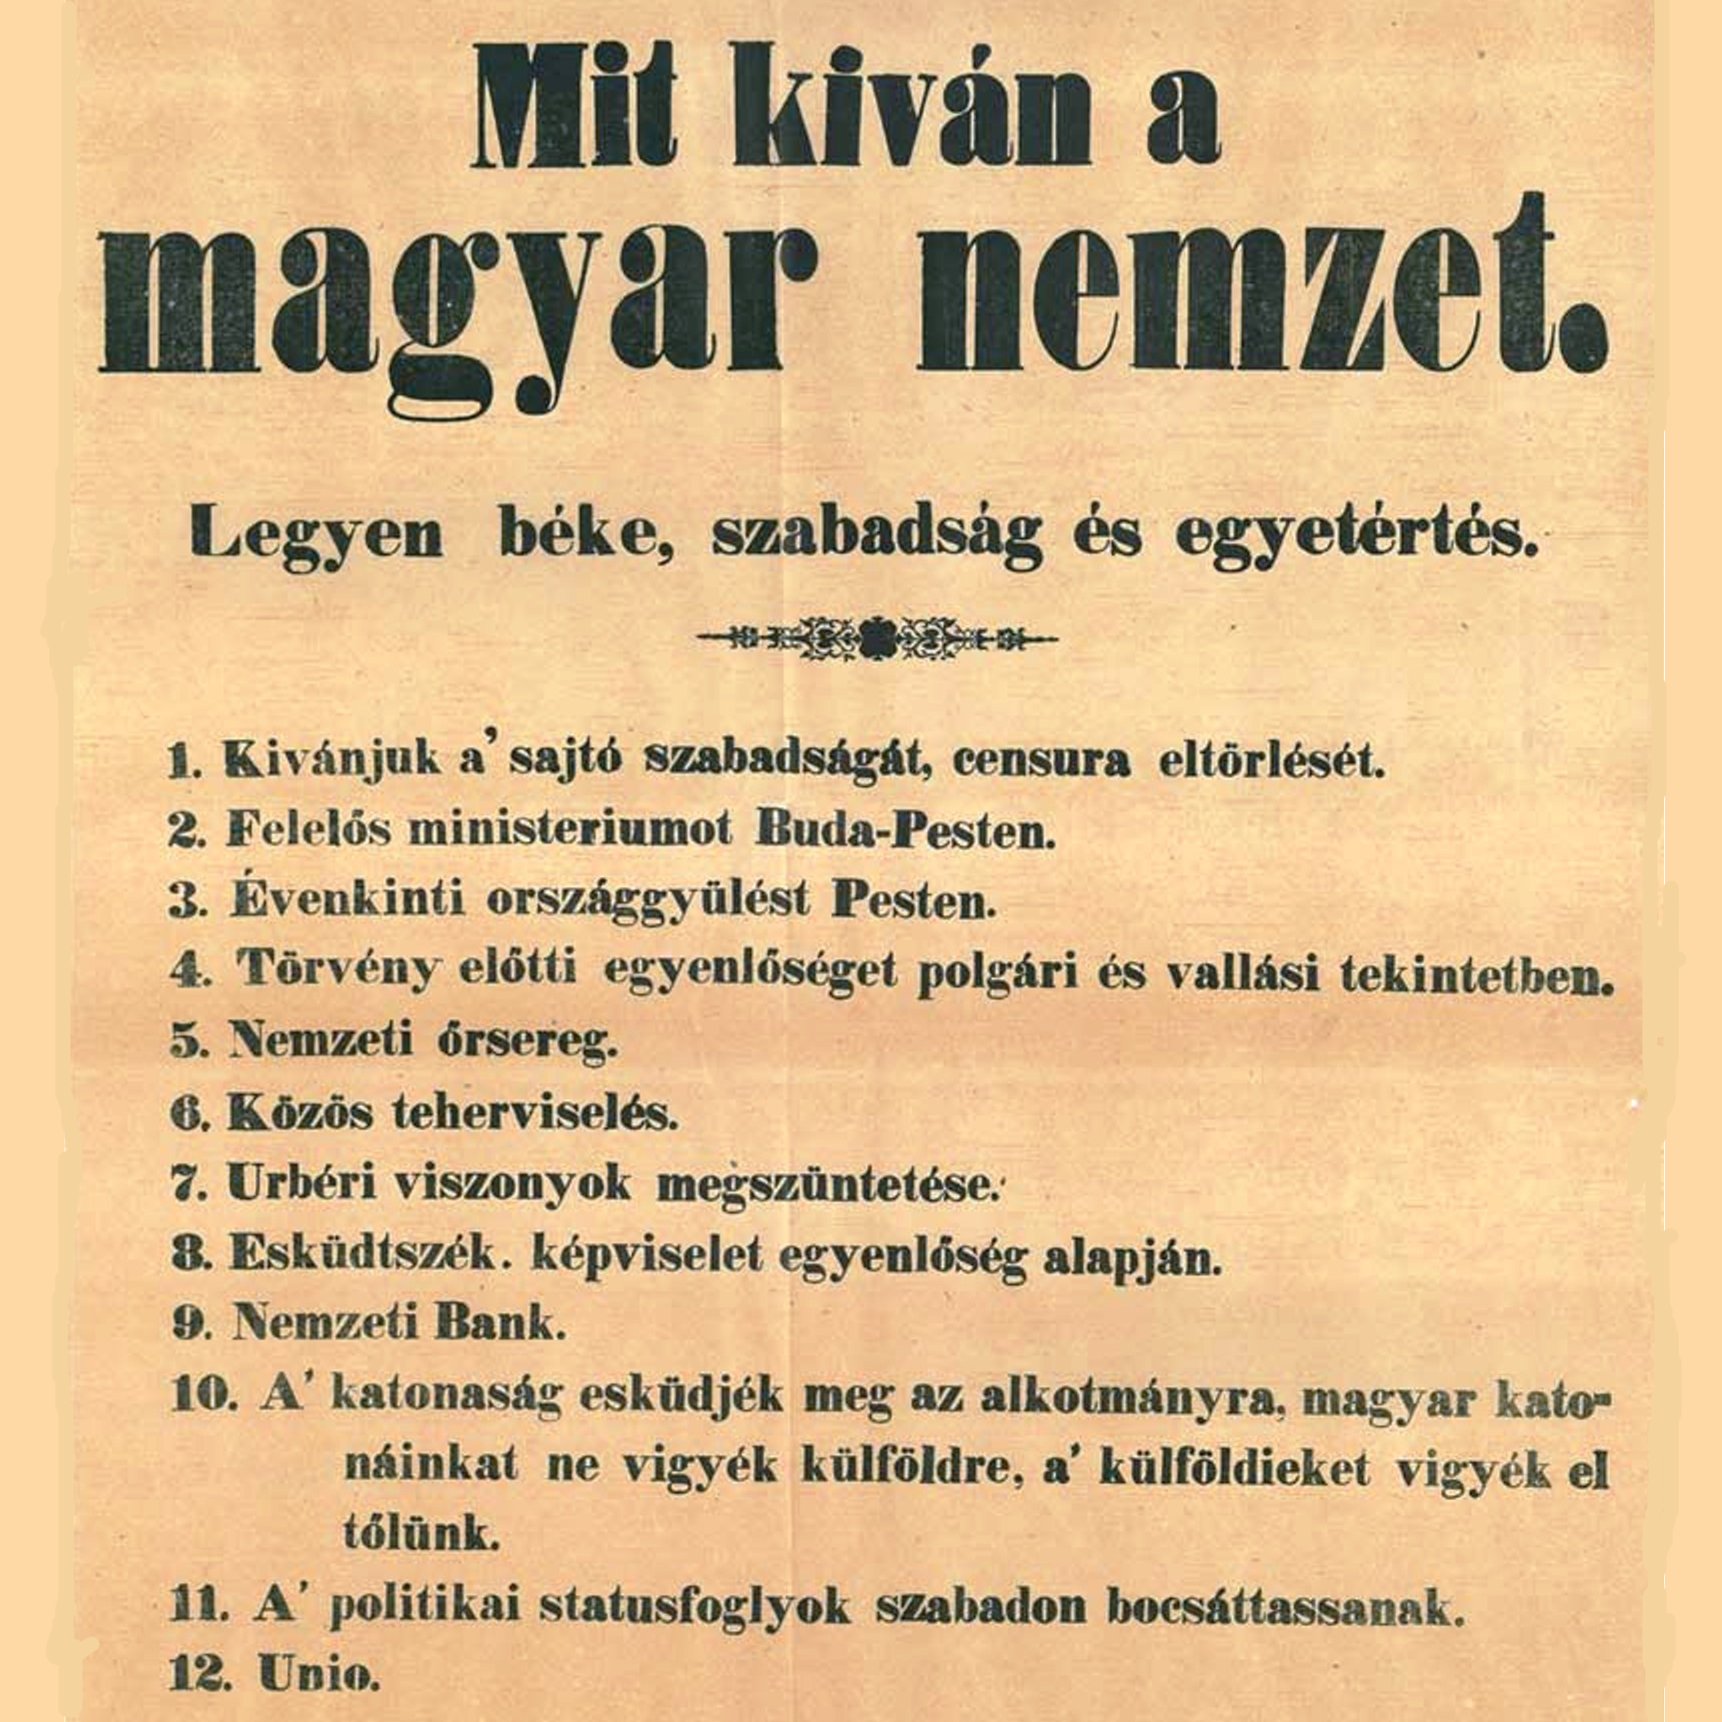 Mit kiván a
magyar nemzet.
Legyen béke, szabadság és egyetértés.
1. Kivánjuk a’ sajtó szabadságát, censura eltörlését.
2. Felelős ministeriumot Buda-Pesten.
3. Évenkinti országgyülést Pesten.
4. Törvény előtti egyenlőséget polgári és vallási tekintetben.
5. Nemzeti őrsereg.
6. Közös teherviselés.
7. Urbéri viszonyok megszüntetése.
8. Esküdtszék. képviselet egyenlőség alapján.
9. Nemzeti Bank.
10. A’ katonaság esküdjék meg az alkotmányra, magyar kato-
náinkat ne vigyék külföldre, a’ külföldieket vigyék el
tőlünk.
11. A’ politikai statusfoglyok szabadon bocsáttassanak.
12. Unio.